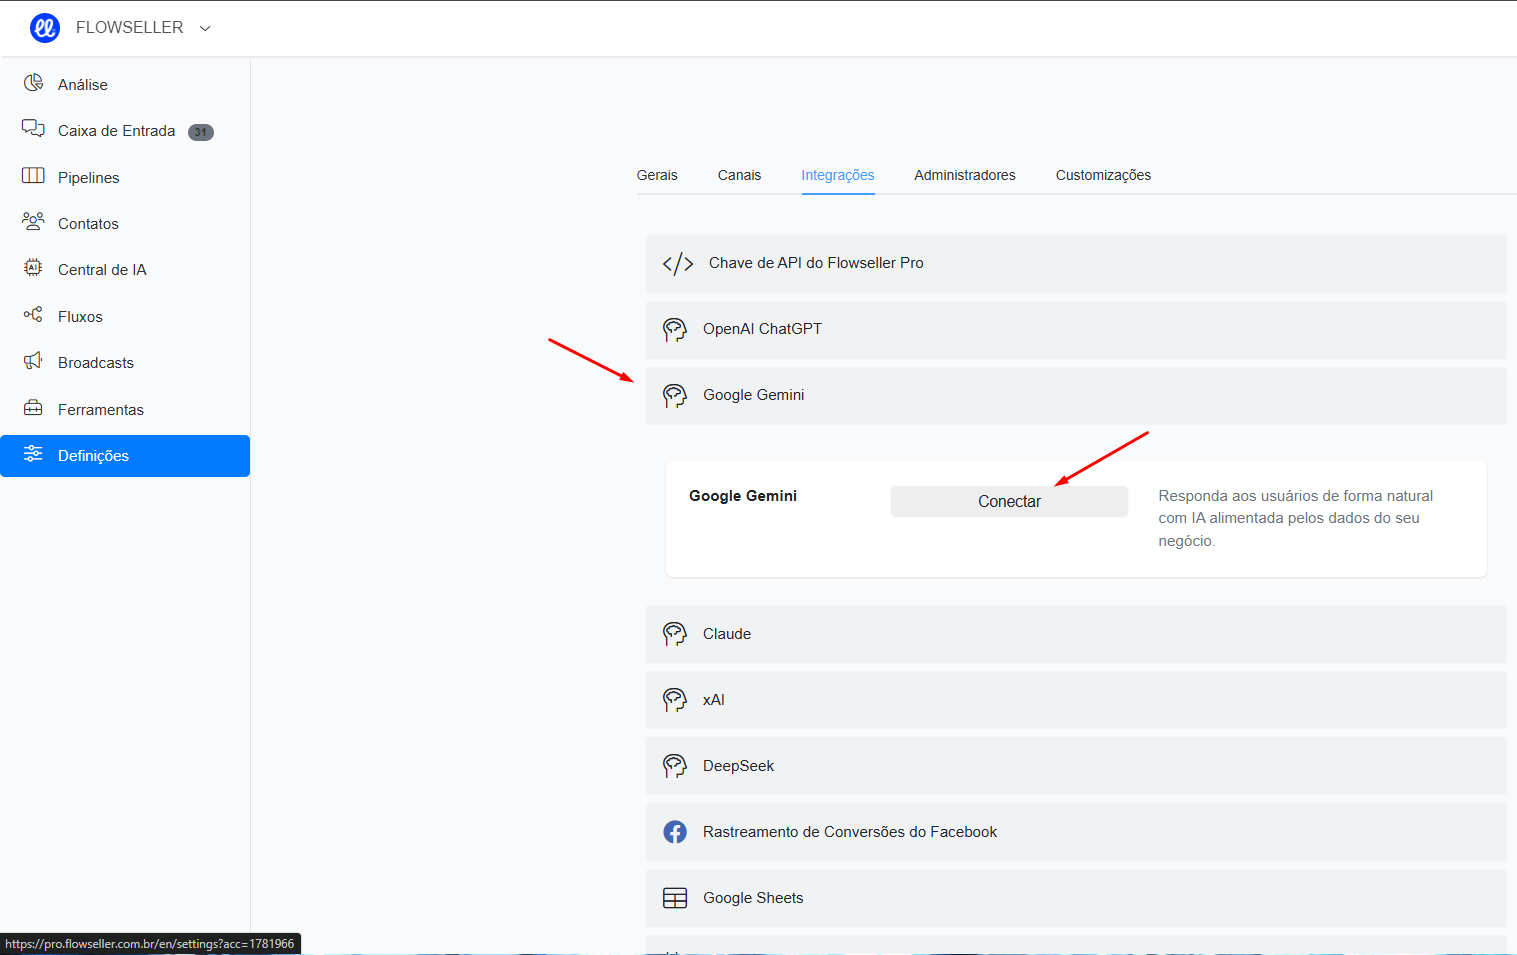 FLOWSELLER
Análise
Caixa de Entrada 31
Pipelines
Contatos
Central de IA
Fluxos
Broadcasts
Ferramentas
Definições
Gerais Canais Integrações Administradores Customizações
Chave de API do Flowseller Pro
OpenAI ChatGPT
Google Gemini
Google Gemini
Conectar
Responda aos usuários de forma natural
com IA alimentada pelos dados do seu
negócio.
Claude
xAI
DeepSeek
Rastreamento de Conversões do Facebook
Google Sheets
https://pro.flowseller.com.br/en/settings?acc=1781966